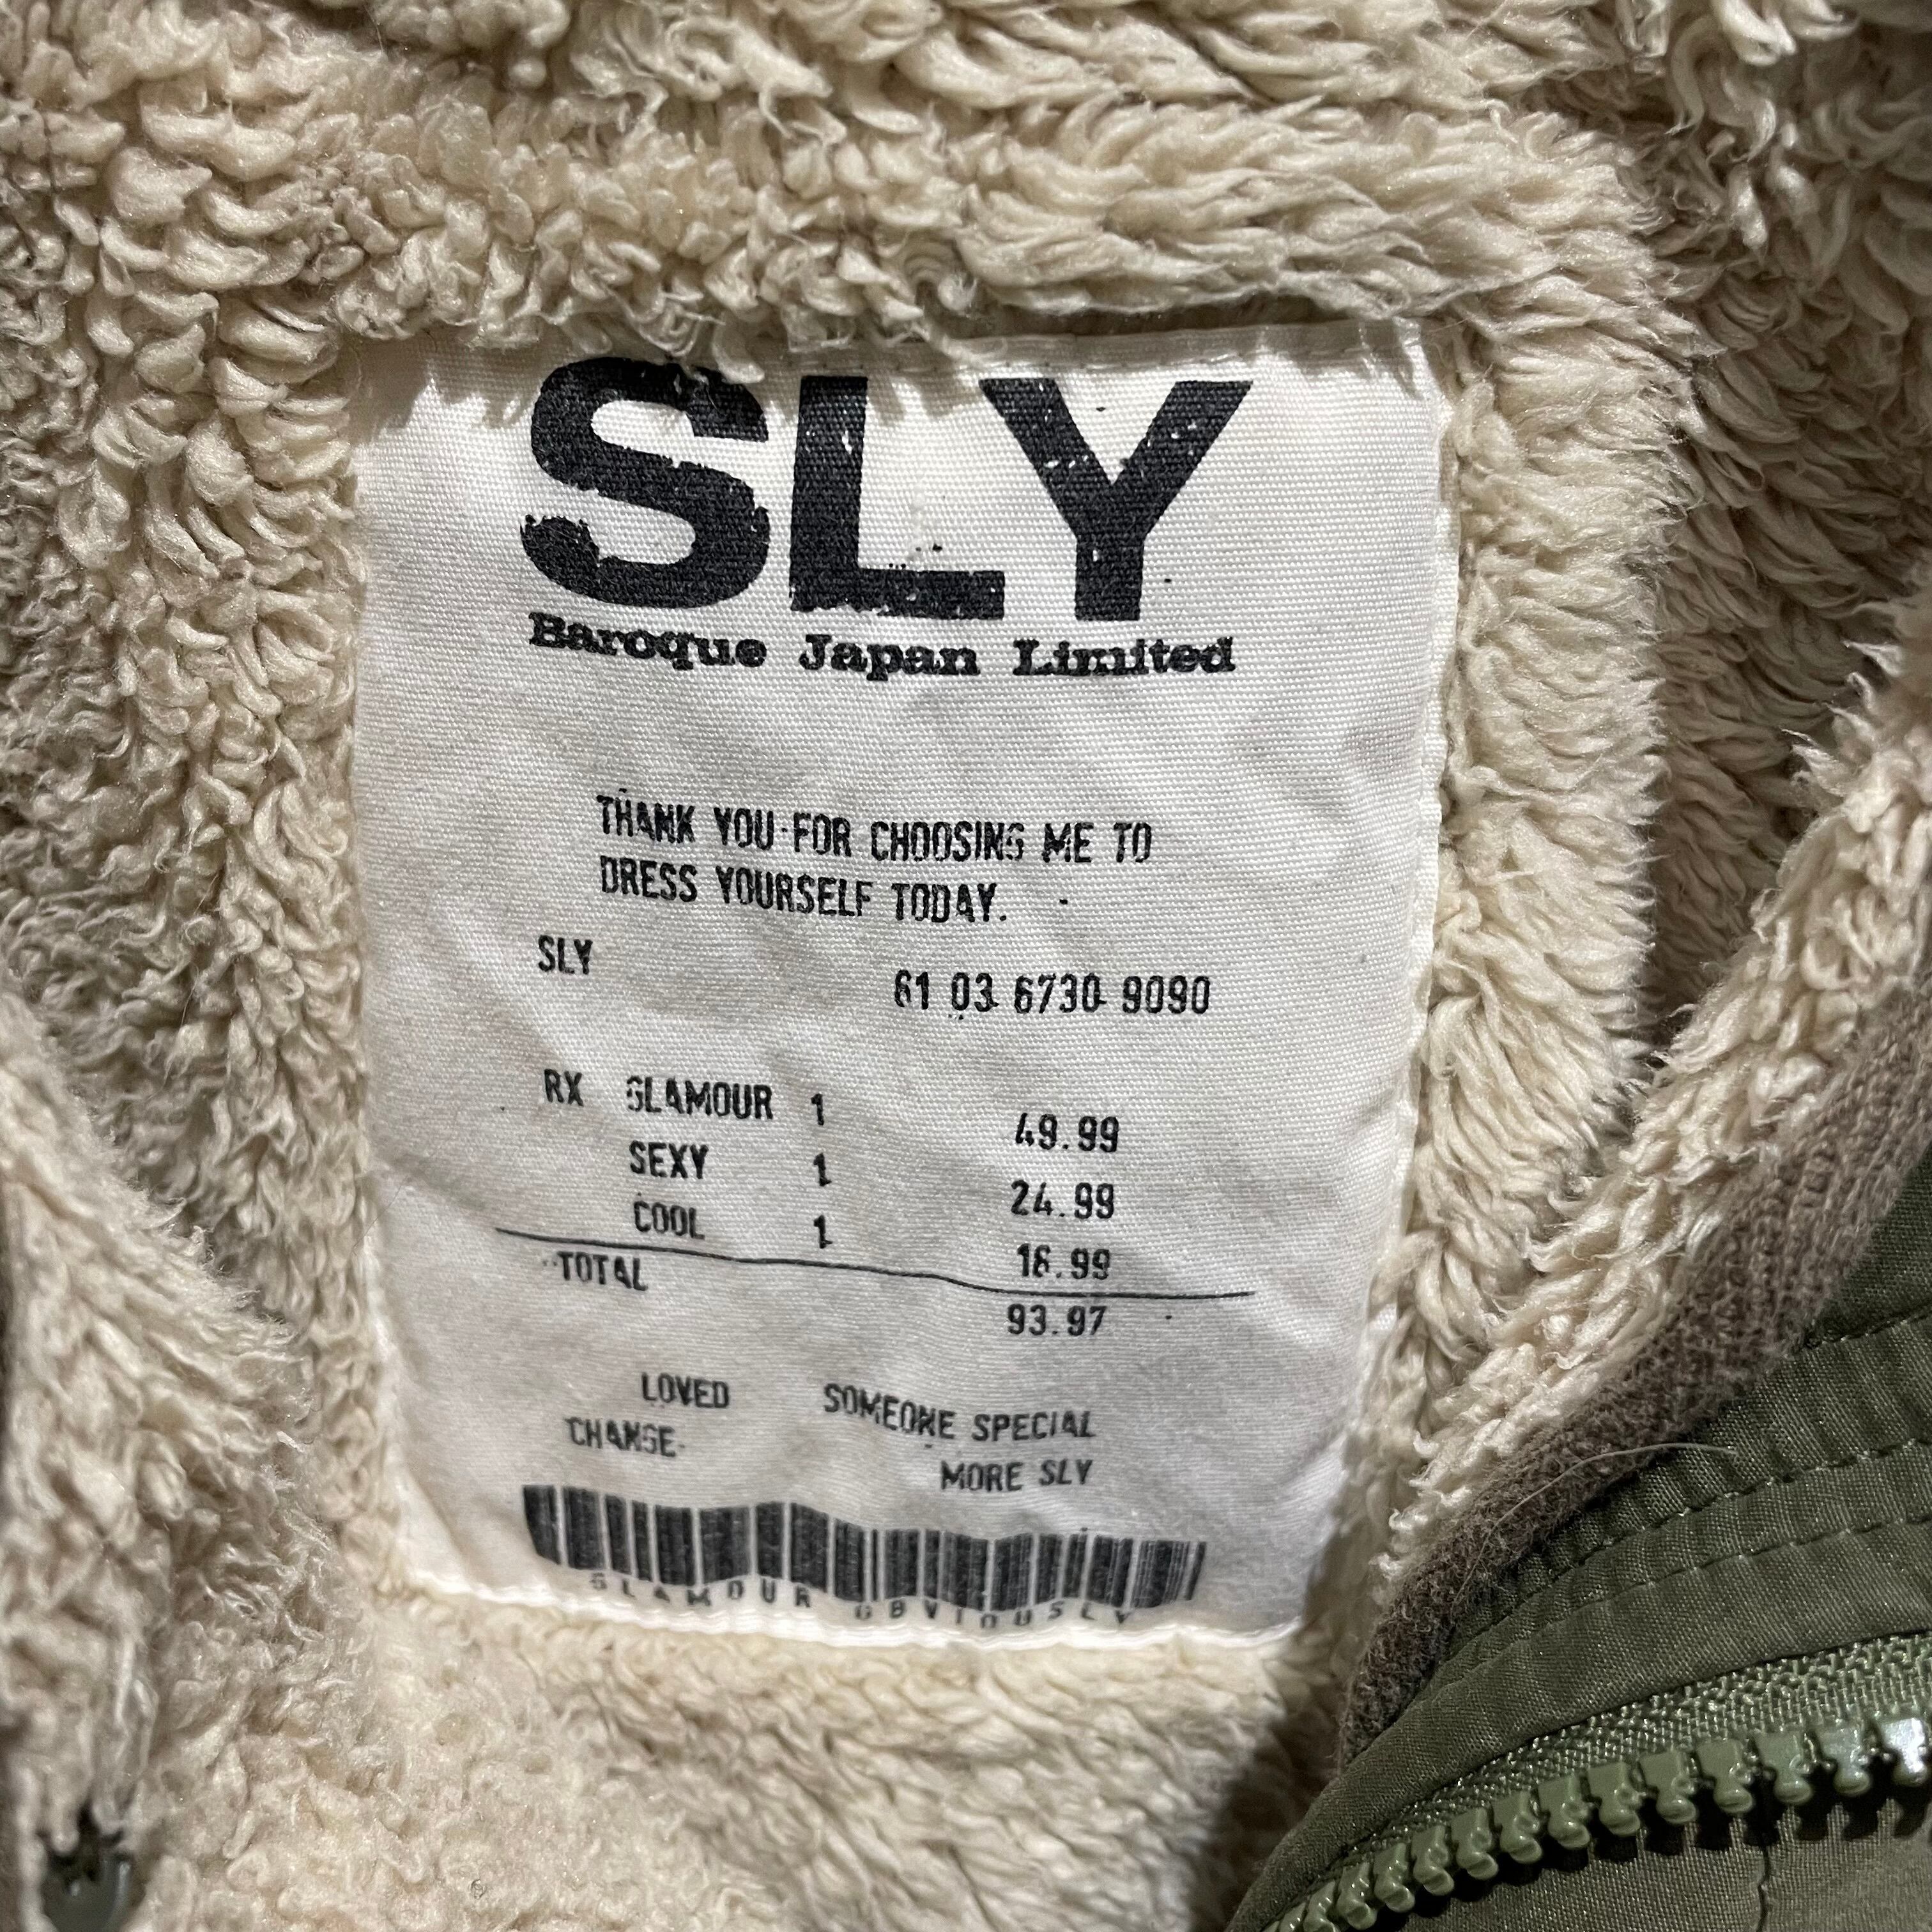 SLY
Baroque Japan Limited
THANK YOU FOR CHOOSING ME TO
DRESS YOURSELF TODAY.
SLY 61 03 6730 9090
RX GLAMOUR 1 49.99
SEXY 1 24.99
COOL 1 18.99
TOTAL 93.97
LOVED SOMEONE SPECIAL
CHANGE MORE SLY
GLAMOUR OBVIOUSLY